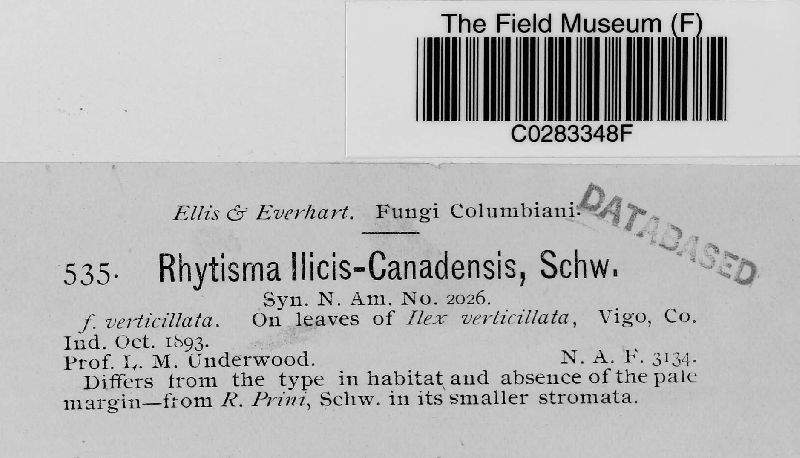 The Field Museum (F)
C0283348F
Ellis & Everhart. Fungi Columbiani.
DATABASED
535. Rhytisma Ilicis-Canadensis, Schw.
Syn. N. Am. No. 2026.
f. verticillata. On leaves of Ilex verticillata, Vigo, Co.
Ind. Oct. 1893.
Prof. L. M. Underwood. N. A. F. 3134.
Differs from the type in habitat and absence of the pale
margin—from R. Prini, Schw. in its smaller stromata.